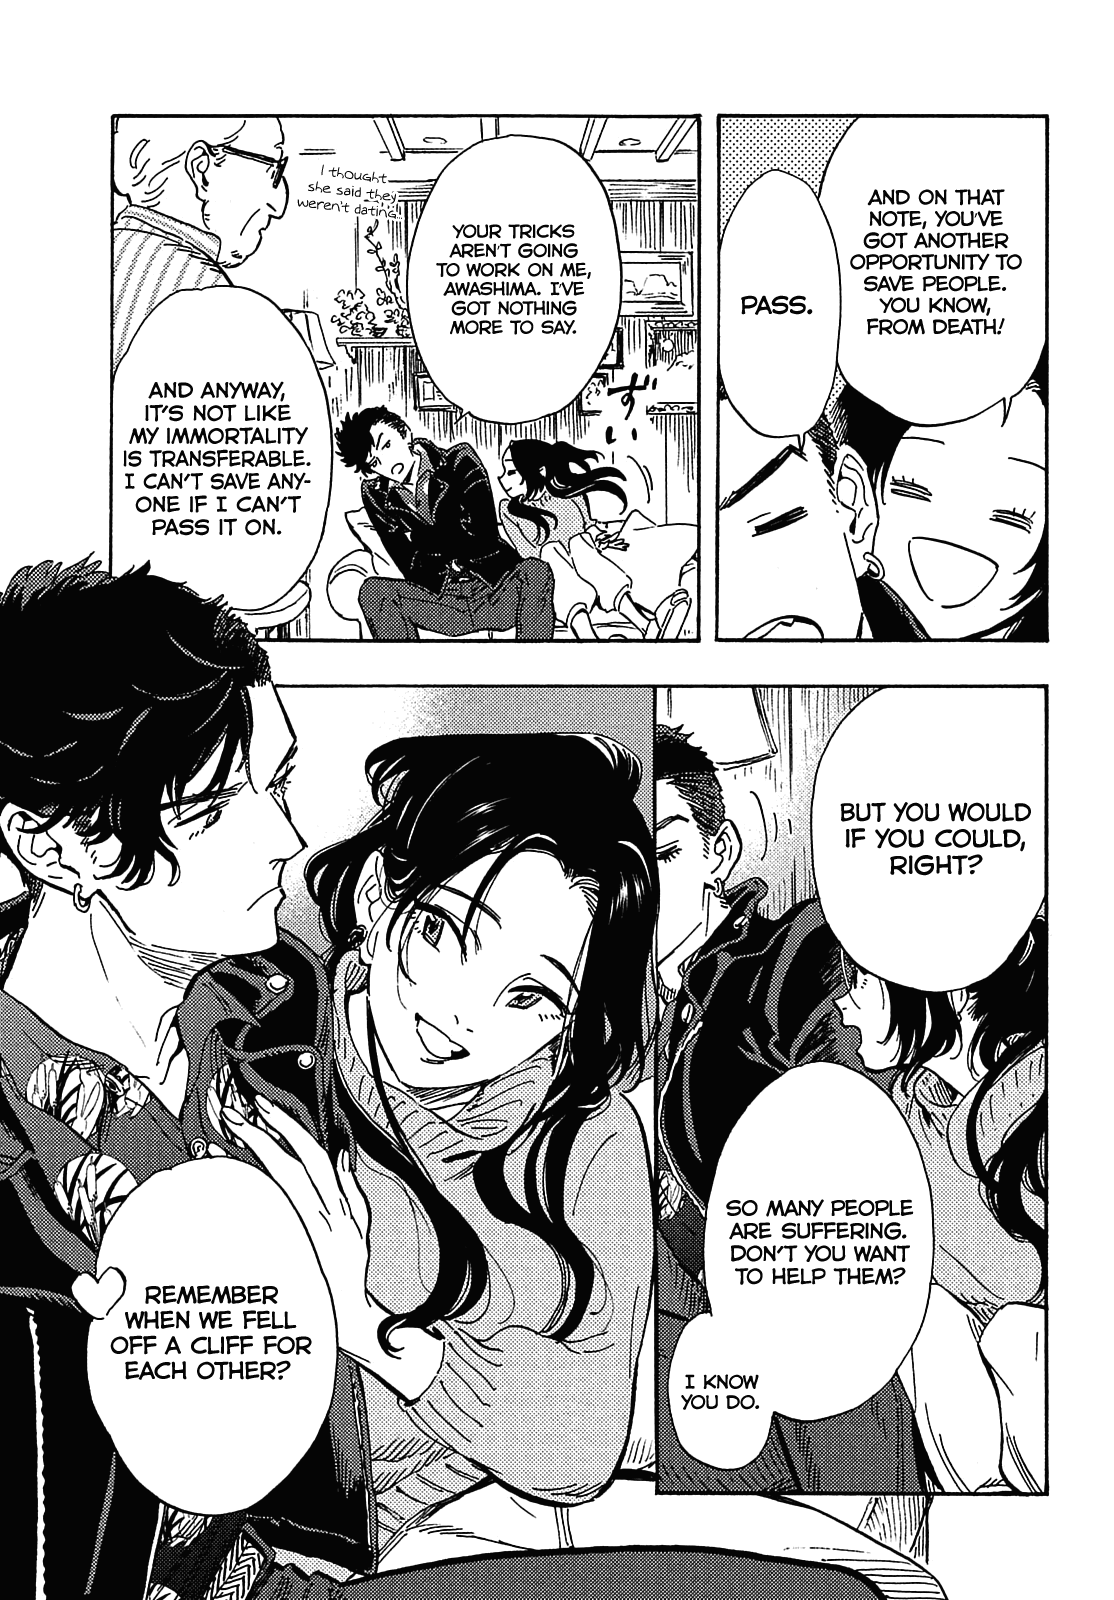 AND ON THAT
NOTE, YOU'VE
GOT ANOTHER
OPPORTUNITY TO
SAVE PEOPLE.
YOU KNOW,
FROM DEATH!
PASS.
YOUR TRICKS
AREN'T GOING
TO WORK ON ME,
AWASHIMA. I'VE
GOT NOTHING
MORE TO SAY.
I thought
she said they
weren't dating...
AND ANYWAY,
IT'S NOT LIKE
MY IMMORTALITY
IS TRANSFERABLE.
I CAN'T SAVE ANY-
ONE IF I CAN'T
PASS IT ON.
ずい
BUT YOU WOULD
IF YOU COULD,
RIGHT?
SO MANY PEOPLE
ARE SUFFERING.
DON'T YOU WANT
TO HELP THEM?
I KNOW
YOU DO.
REMEMBER
WHEN WE FELL
OFF A CLIFF FOR
EACH OTHER?